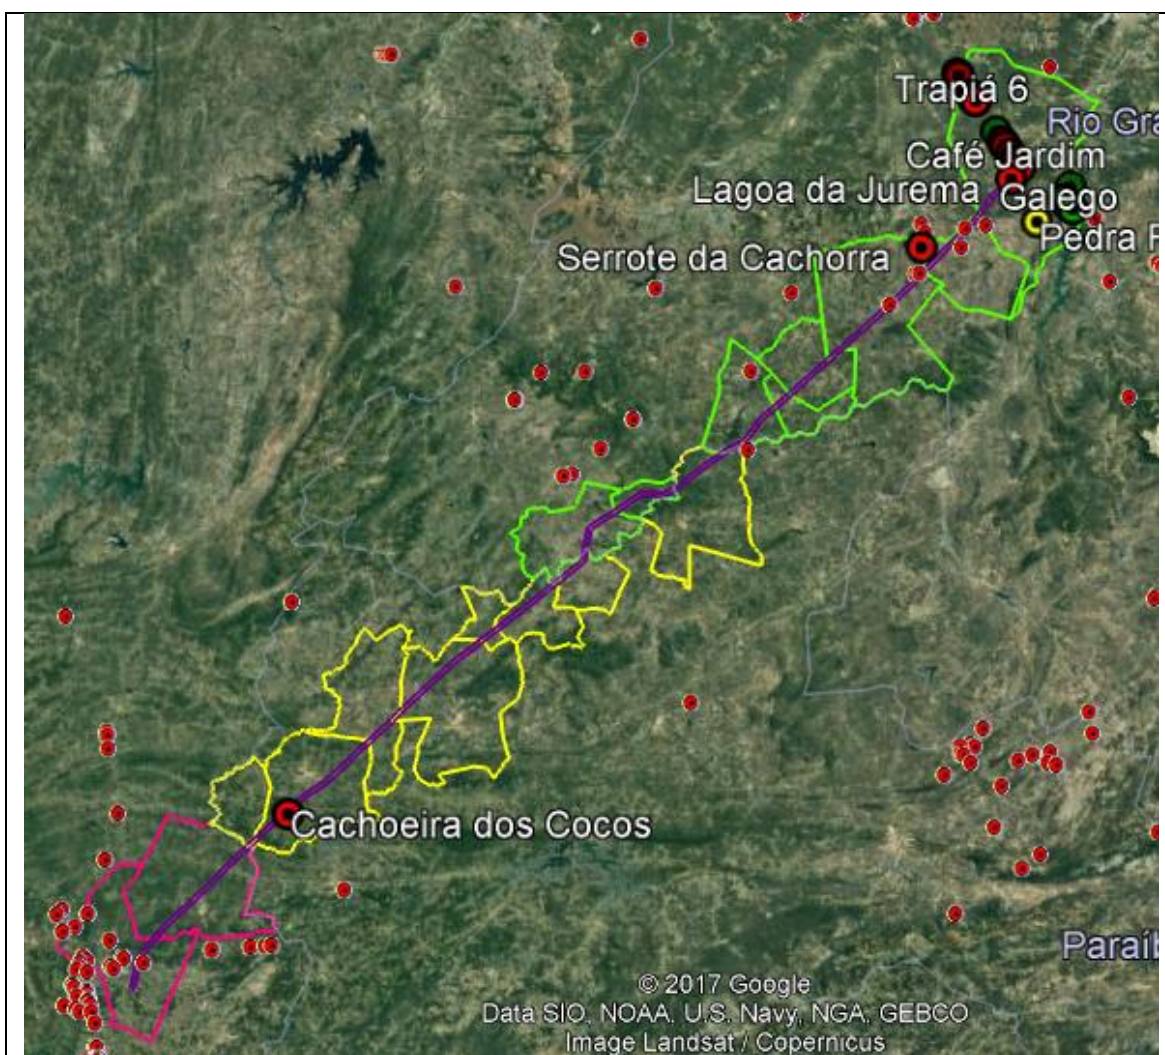 Trapiá 6
Rio Gra
Café Jardim
Lagoa da Jurema
Galego
Pedra F
Serrote da Cachorra
Cachoeira dos Cocos
Paraíb
© 2017 Google
Data SIO, NOAA, U.S. Navy, NGA, GEBCO
Image Landsat / Copernicus